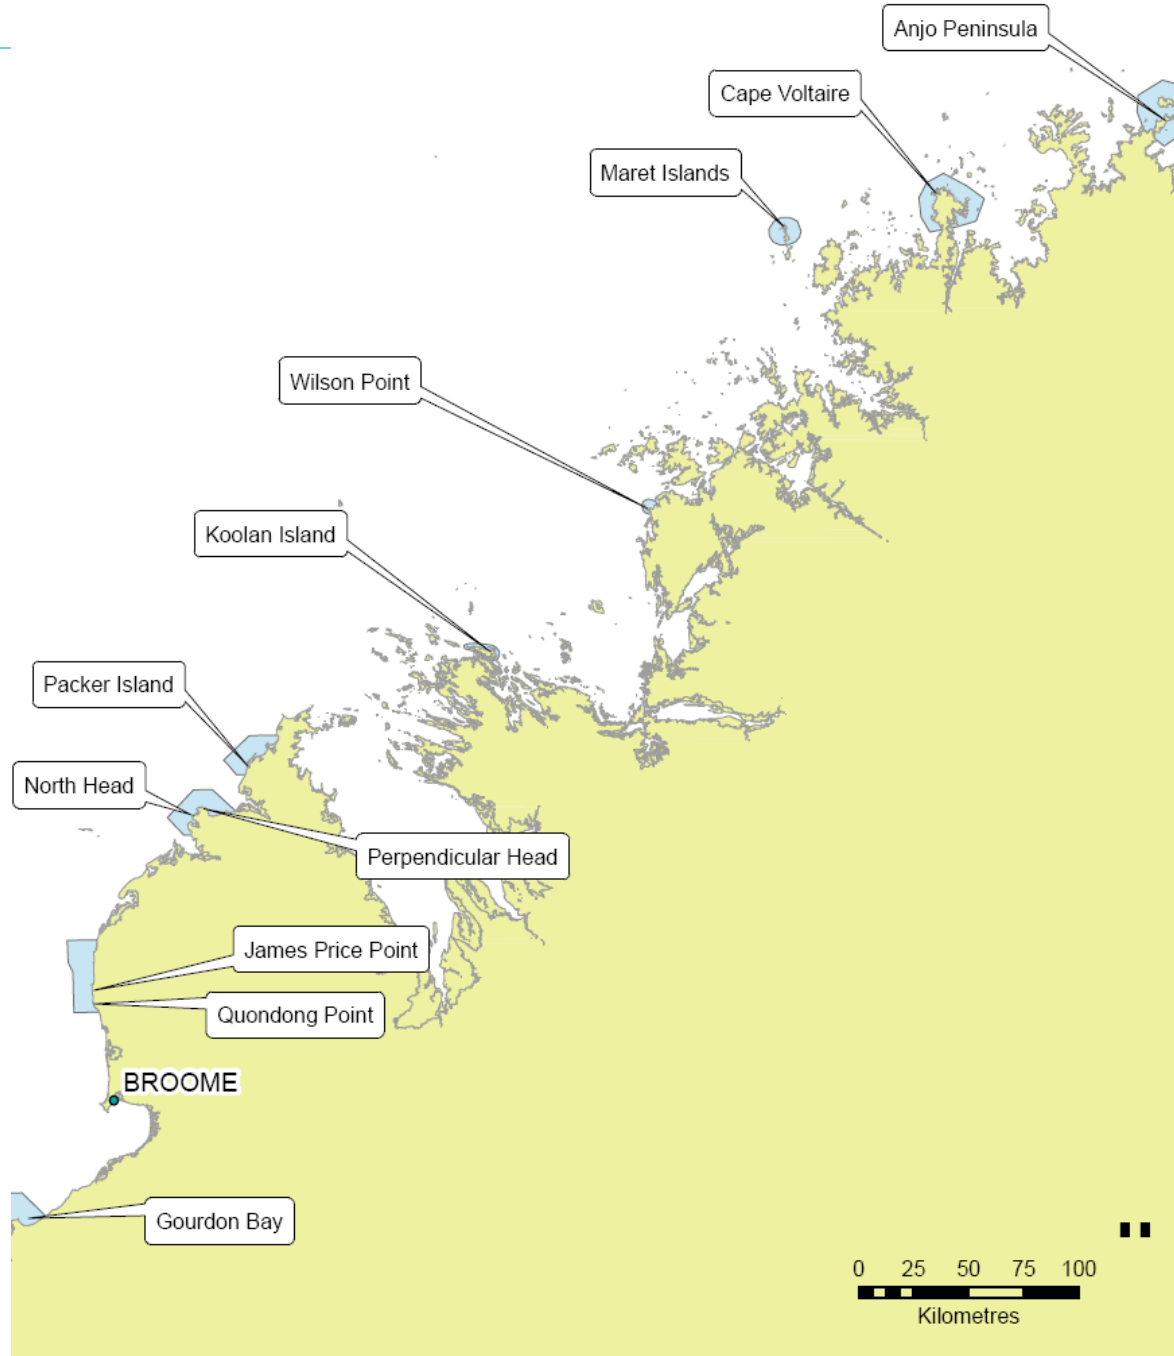 Anjo Peninsula
Cape Voltaire
Maret Islands
Wilson Point
Koolan Island
Packer Island
North Head
Perpendicular Head
James Price Point
Quondong Point
BROOME
Gourdon Bay
0 25 50 75 100
Kilometres